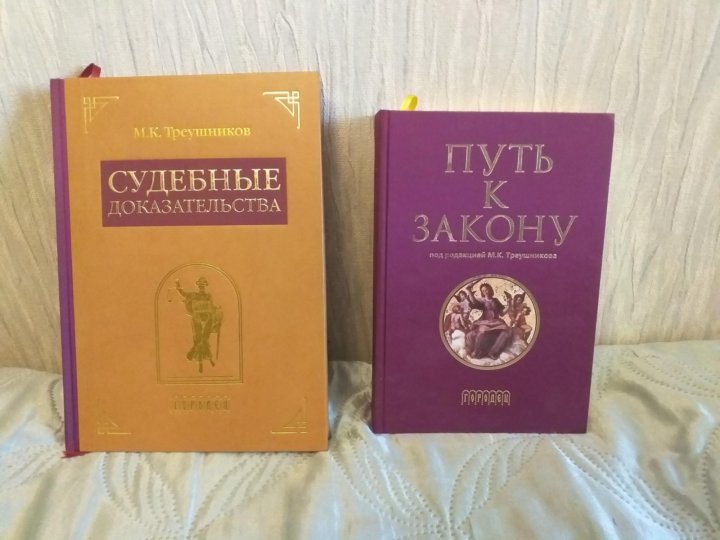 М.К. Треушников
СУДЕБНЫЕ
ДОКАЗАТЕЛЬСТВА
ГОРОДЕЦ
ПУТЬ
К
ЗАКОНУ
под редакцией М.К. Треушникова
ГОРОДЕЦ